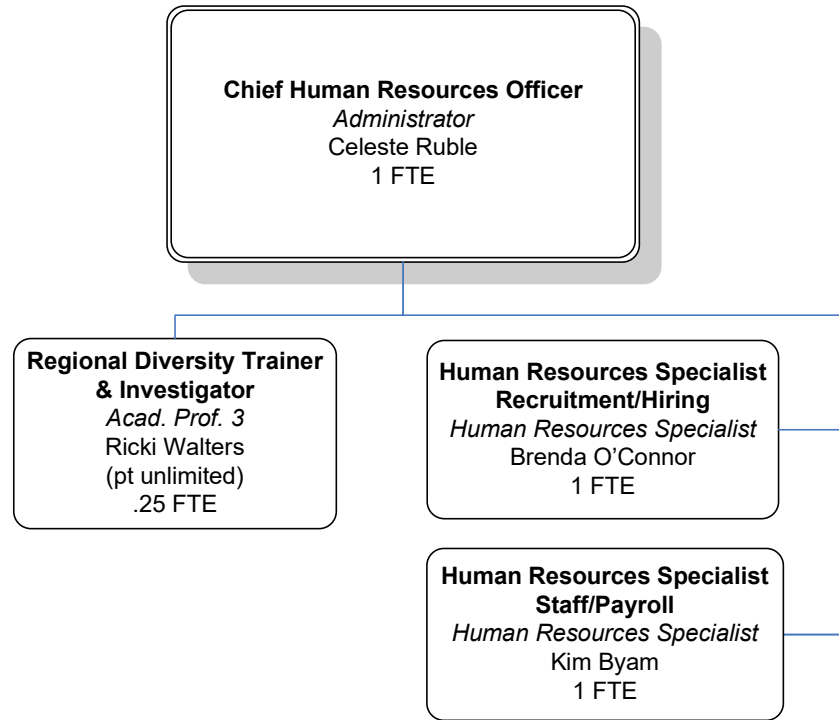 Chief Human Resources Officer
Administrator
Celeste Ruble
1 FTE
Regional Diversity Trainer
& Investigator
Acad. Prof. 3
Ricki Walters
(pt unlimited)
.25 FTE
Human Resources Specialist
Recruitment/Hiring
Human Resources Specialist
Brenda O’Connor
1 FTE
Human Resources Specialist
Staff/Payroll
Human Resources Specialist
Kim Byam
1 FTE